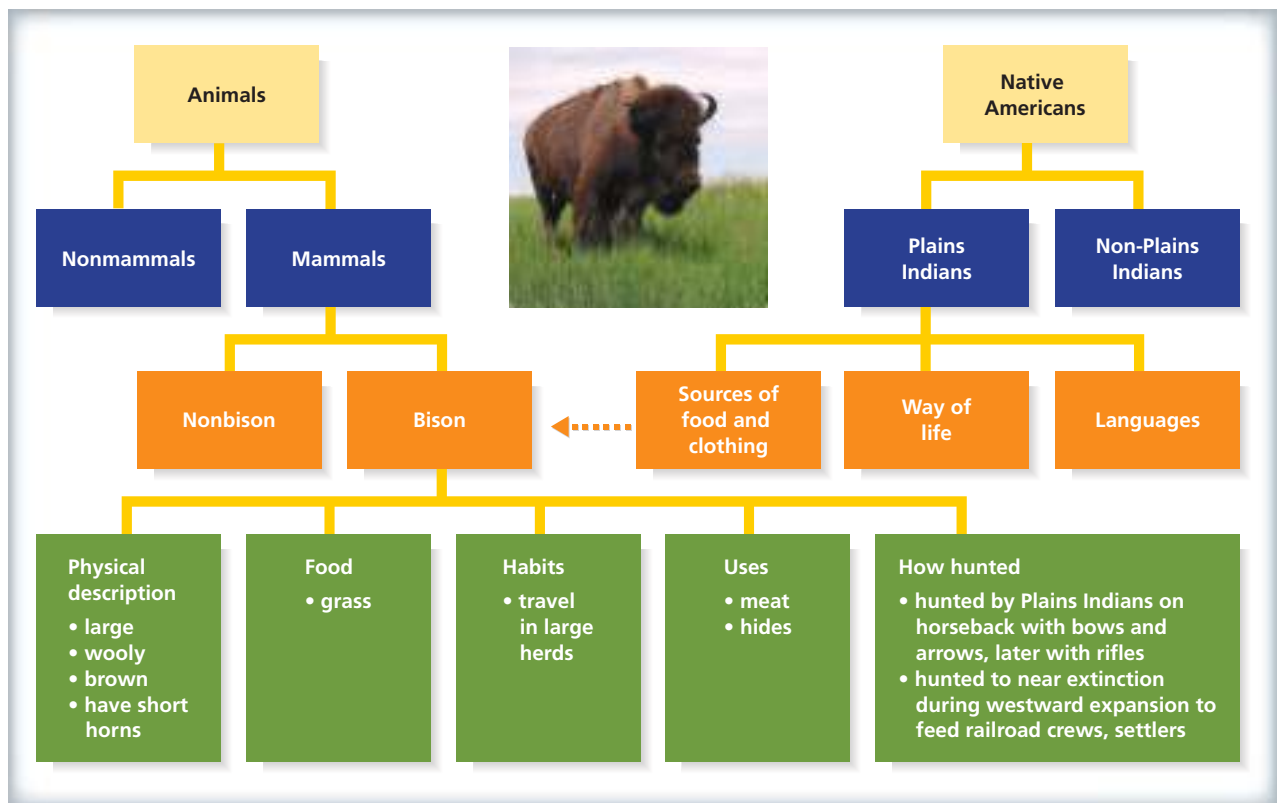 Animals
Native
Americans
Nonmammals
Mammals
Plains
Indians
Non-Plains
Indians
Nonbison
Bison
Sources of
food and
clothing
Way of
life
Languages
Physical
description
• large
• wooly
• brown
• have short
horns
Food
• grass
Habits
• travel
in large
herds
Uses
• meat
• hides
How hunted
• hunted by Plains Indians on
horseback with bows and
arrows, later with rifles
• hunted to near extinction
during westward expansion to
feed railroad crews, settlers